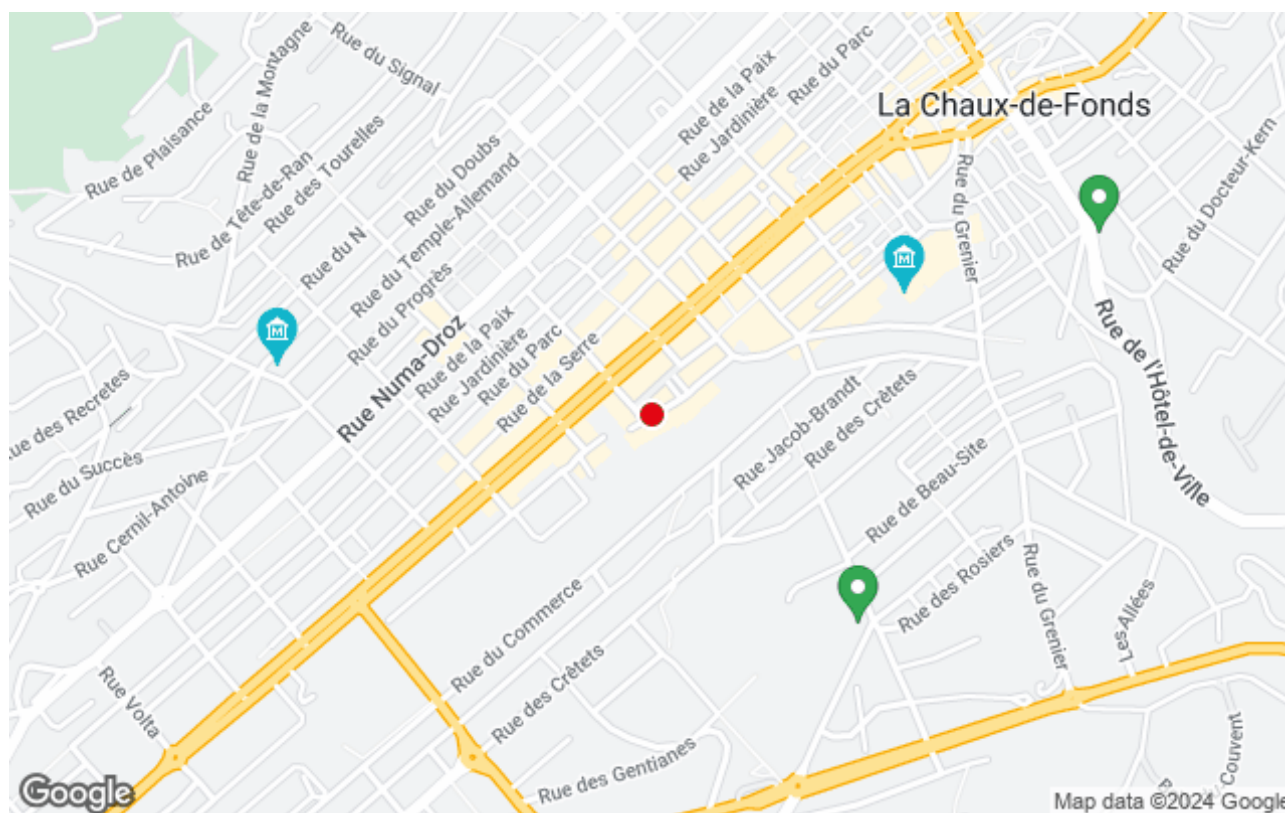 Rue du Signal
Rue de la Montagne
Rue de Plaisance
Rue de Tête-de-Ran
Rue des Tourelles
Rue du Doubs
Rue du Temple-Allemand
Rue du N
Rue du Progrès
Rue de la Paix
Rue Jardinière
Rue du Parc
La Chaux-de-Fonds
Rue du Grenier
Rue du Docteur-Kern
M
M
Rue de l'Hôtel-de-Ville
Rue Numa-Droz
Rue de la Paix
Rue Jardinière
Rue du Parc
Rue de la Serre
ue des Recretes
Rue du Succès
Rue Cernil-Antoine
Rue Jacob-Brandt
Rue des Crêtets
Rue de Beau-Site
Rue des Rosiers
Rue du Grenier
Les-Allées
Rue du Commerce
Rue des Crêtets
Rue Volta
Rue des Gentianes
du Couvent
Google
Map data ©2024 Google